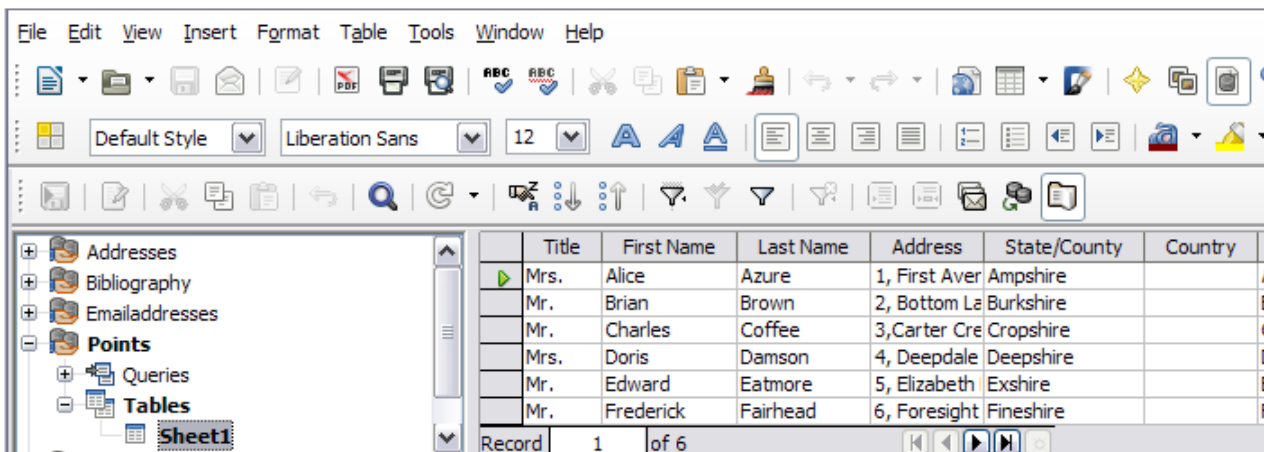 File Edit View Insert Format Table Tools Window Help
PDF ABC ABC
Default Style Liberation Sans 12
Addresses
Bibliography
Emailaddresses
Points
Queries
Tables
Sheet1
Title First Name Last Name Address State/County Country
Mrs. Alice Azure 1, First Aver Ampshire
Mr. Brian Brown 2, Bottom La Burkshire
Mr. Charles Coffee 3,Carter Cre Cropshire
Mrs. Doris Damson 4, Deepdale Deepshire
Mr. Edward Eatmore 5, Elizabeth Exshire
Mr. Frederick Fairhead 6, Foresight Fineshire
Record 1 of 6